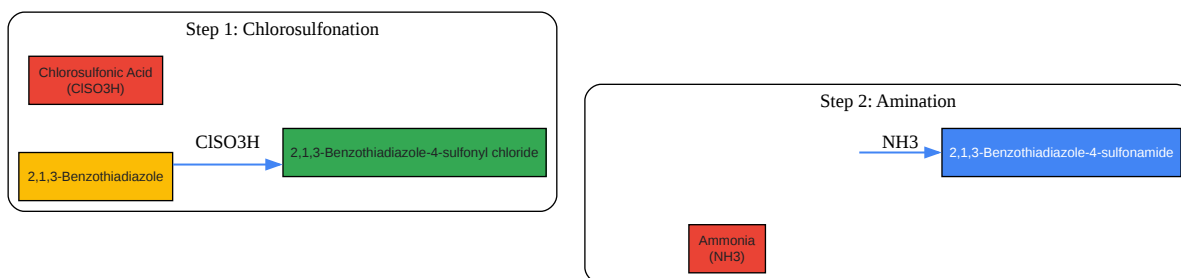 Step 1: Chlorosulfonation
Chlorosulfonic Acid
(ClSO3H)
ClSO3H
2,1,3-Benzothiadiazole
2,1,3-Benzothiadiazole-4-sulfonyl chloride
Step 2: Amination
NH3
2,1,3-Benzothiadiazole-4-sulfonamide
Ammonia
(NH3)